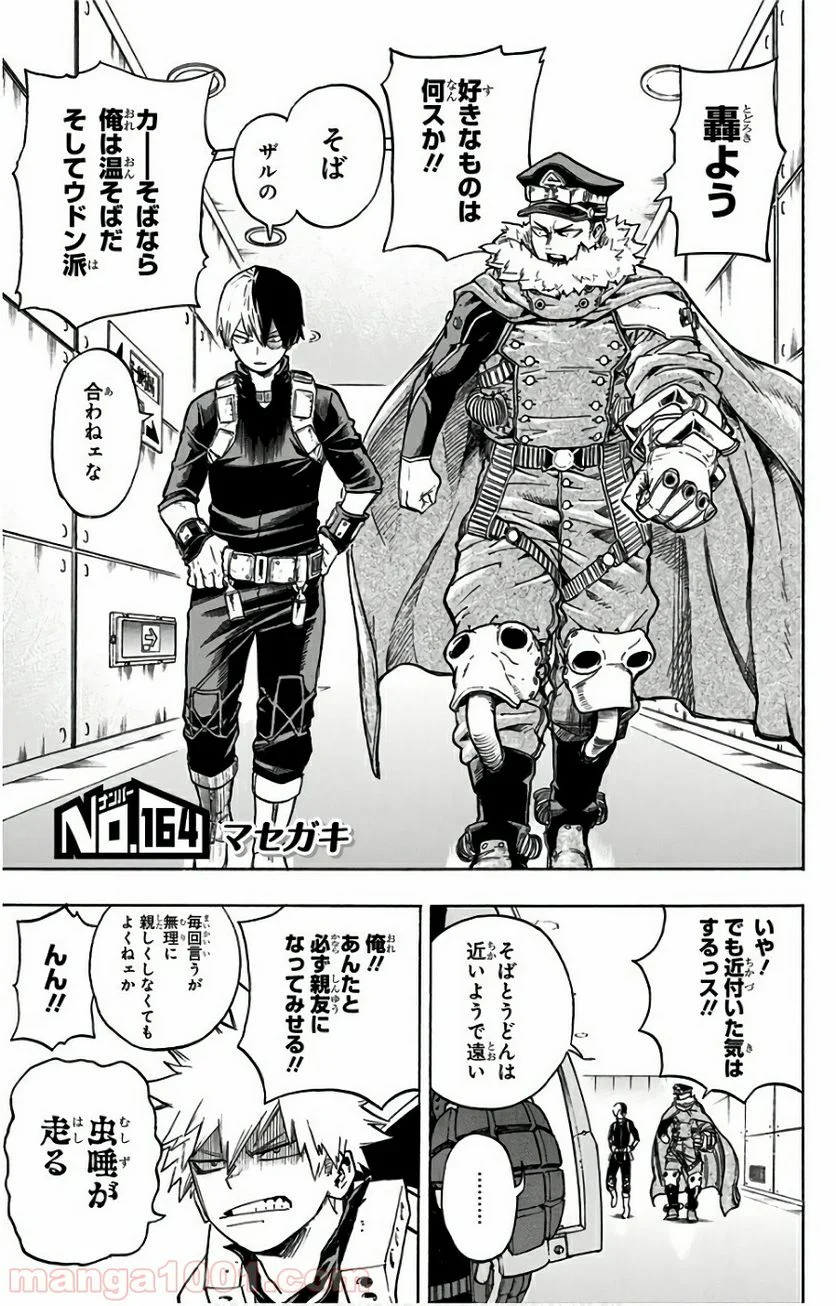 轟よう
好きなものは
何スか!!
そば
ザルの
カーーそばなら
俺は温そばだ
そしてウドン派
合わねェな
No.164
マセガキ
いや!
でも近付いた気は
するっス!!
そばとうどんは
近いようで遠い
………
俺!!
あんたと
必ず親友に
なってみせる!!
毎回言うが
無理に
親しくしなくても
よくねェか
んん!!
虫唾が
走る
manga1001.com